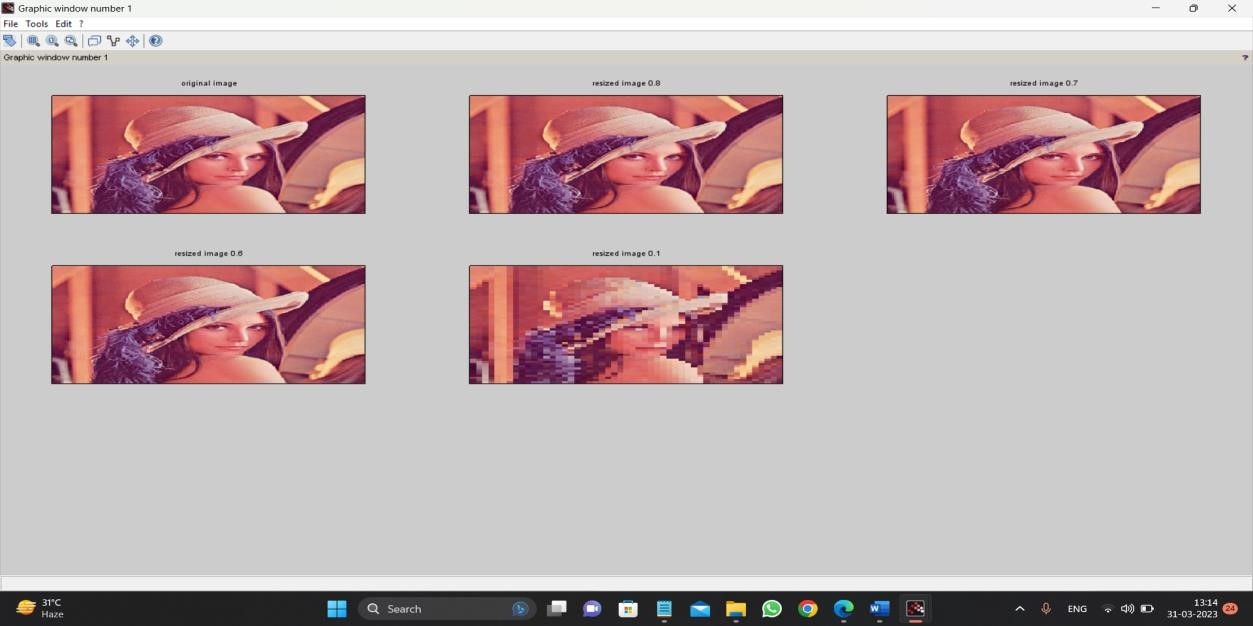 Graphic window number 1
File Tools Edit ?
Graphic window number 1
?
original image
resized image 0.8
resized image 0.7
resized image 0.6
resized image 0.1
31°C
Haze
Search
ENG
13:14
31-03-2023
24